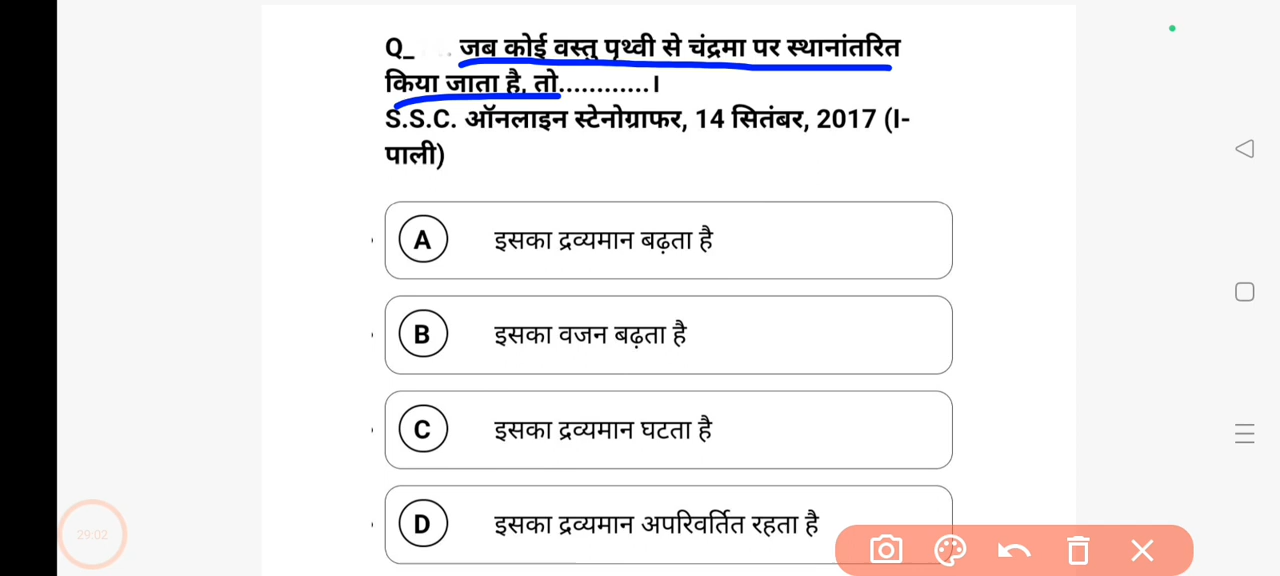 Q_ . जब कोई वस्तु पृथ्वी से चंद्रमा पर स्थानांतरित
किया जाता है, तो............।
S.S.C. ऑनलाइन स्टेनोग्राफर, 14 सितंबर, 2017 (I-
पाली)
A इसका द्रव्यमान बढ़ता है
B इसका वजन बढ़ता है
C इसका द्रव्यमान घटता है
D इसका द्रव्यमान अपरिवर्तित रहता है
29:02